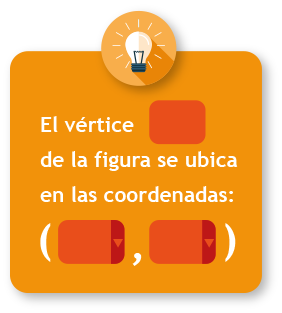 El vértice
de la figura se ubica
en las coordenadas:
( , )